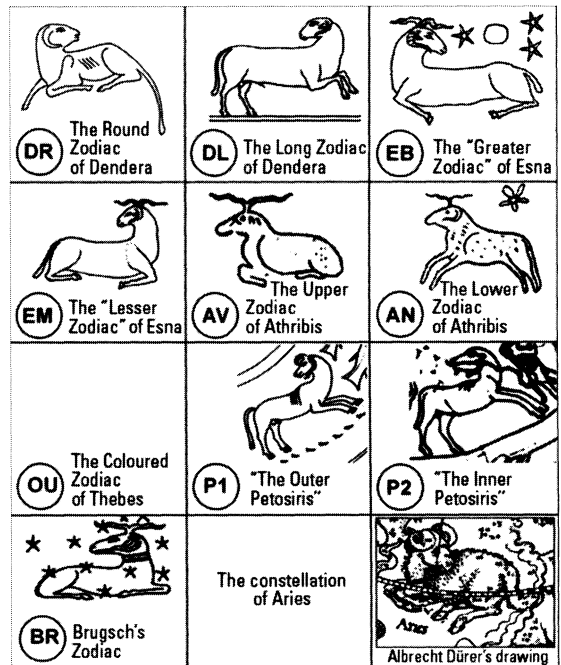 DR
The Round
Zodiac
of Dendera
DL
The Long Zodiac
of Dendera
EB
The "Greater
Zodiac" of Esna
EM
The "Lesser
Zodiac" of Esna
AV
The Upper
Zodiac
of Athribis
AN
The Lower
Zodiac
of Athribis
OU
The Coloured
Zodiac
of Thebes
P1
"The Outer
Petosiris"
P2
"The Inner
Petosiris"
BR
Brugsch's
Zodiac
The constellation
of Aries
Aries
Albrecht Dürer's drawing